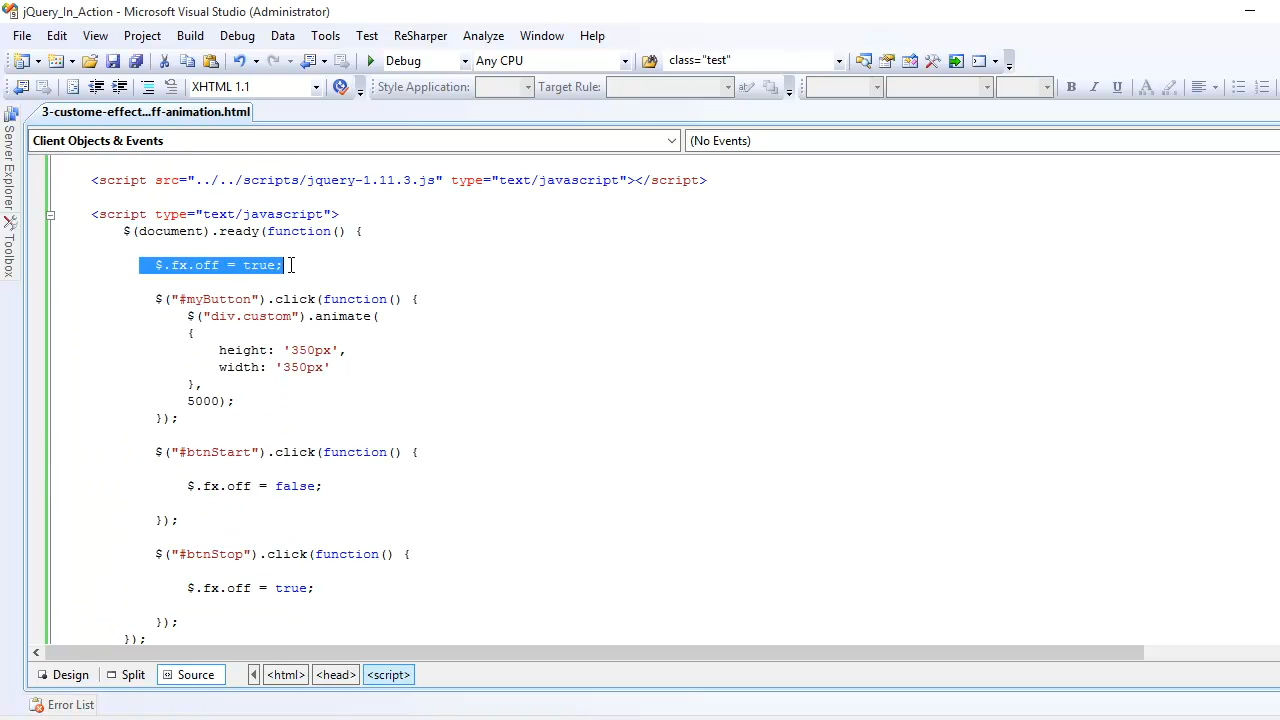 jQuery_In_Action - Microsoft Visual Studio (Administrator)
File Edit View Project Build Debug Data Tools Test ReSharper Analyze Window Help
Debug Any CPU class="test"
XHTML 1.1 Style Application: Target Rule: B I U A
3-custome-effect...ff-animation.html
Client Objects & Events (No Events)
Server Explorer
Toolbox
<script src="../../scripts/jquery-1.11.3.js" type="text/javascript"></script>
<script type="text/javascript">
$(document).ready(function() {
$.fx.off = true;
$("#myButton").click(function() {
$("div.custom").animate(
{
height: '350px',
width: '350px'
},
5000);
});
$("#btnStart").click(function() {
$.fx.off = false;
});
$("#btnStop").click(function() {
$.fx.off = true;
});
});
Design Split Source <html> <head> <script>
Error List